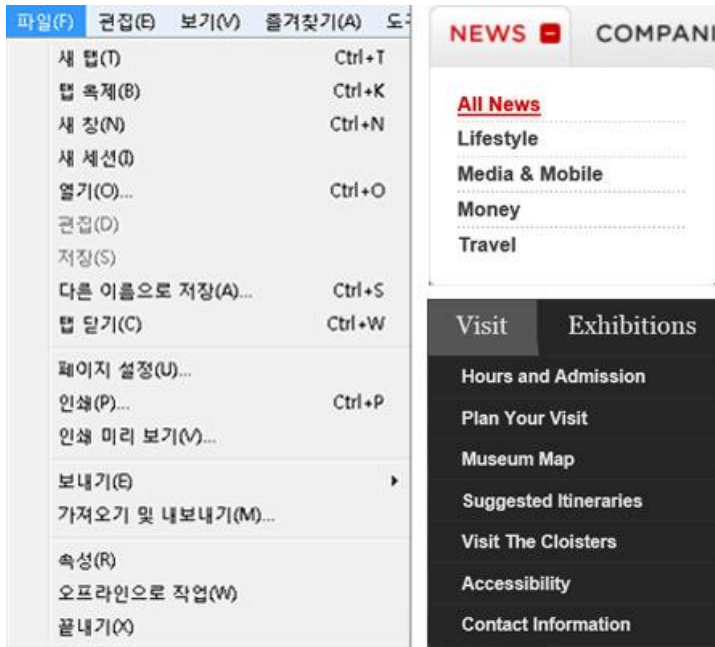 파일(F) 편집(E) 보기(V) 즐겨찾기(A) 도구
새 탭(T) Ctrl+T
탭 복제(B) Ctrl+K
새 창(N) Ctrl+N
새 세션(I)
열기(O)... Ctrl+O
편집(D)
저장(S)
다른 이름으로 저장(A)... Ctrl+S
탭 닫기(C) Ctrl+W
페이지 설정(U)...
인쇄(P)... Ctrl+P
인쇄 미리 보기(V)...
보내기(E)
가져오기 및 내보내기(M)...
속성(R)
오프라인으로 작업(W)
끝내기(X)
NEWS COMPANI
All News
Lifestyle
Media & Mobile
Money
Travel
Visit Exhibitions
Hours and Admission
Plan Your Visit
Museum Map
Suggested Itineraries
Visit The Cloisters
Accessibility
Contact Information